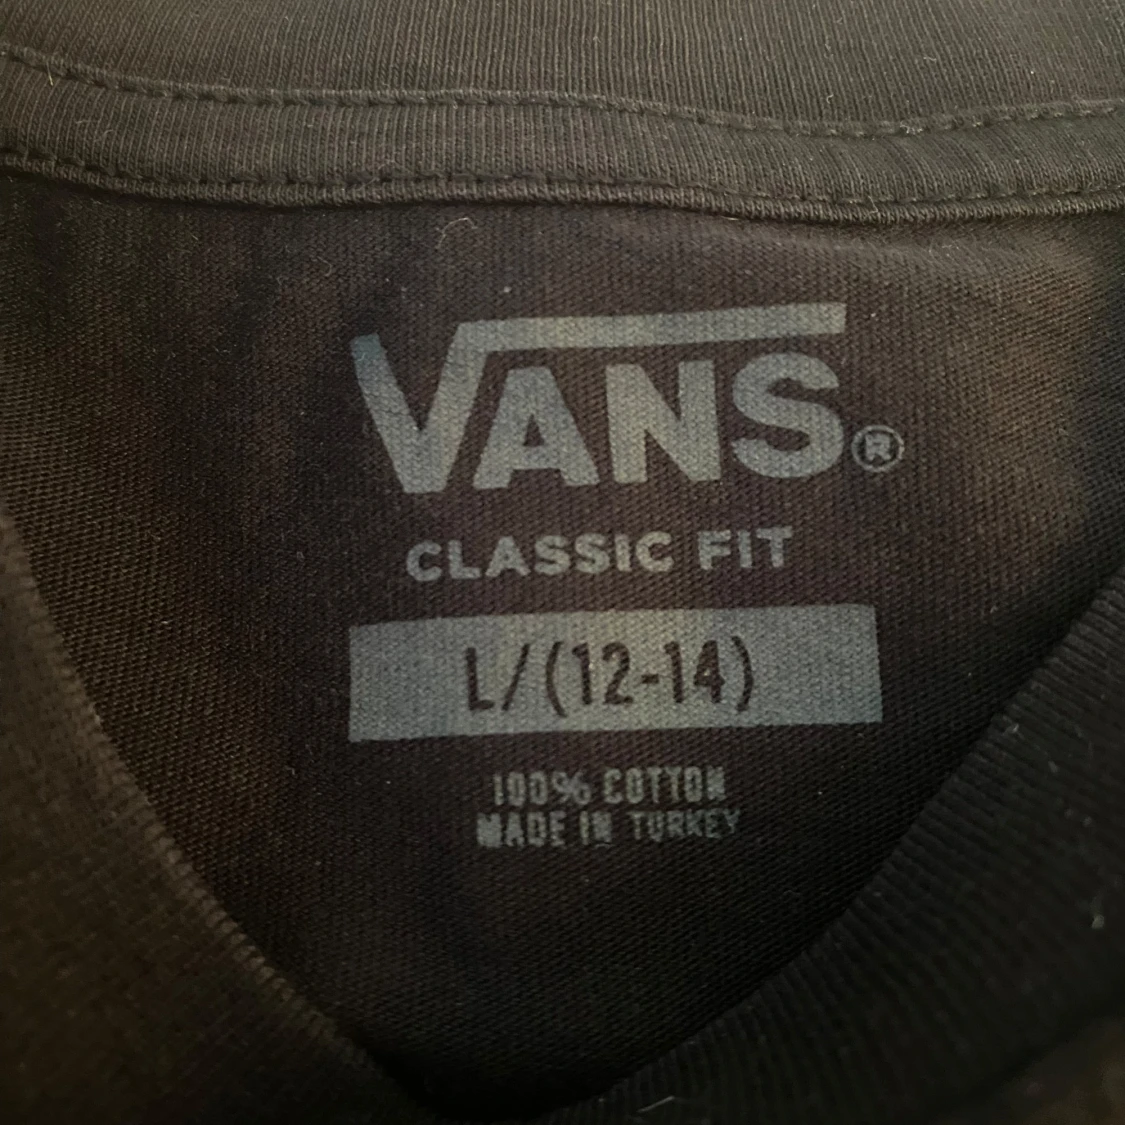 VANS®
CLASSIC FIT
L/(12-14)
100% COTTON
MADE IN TURKEY